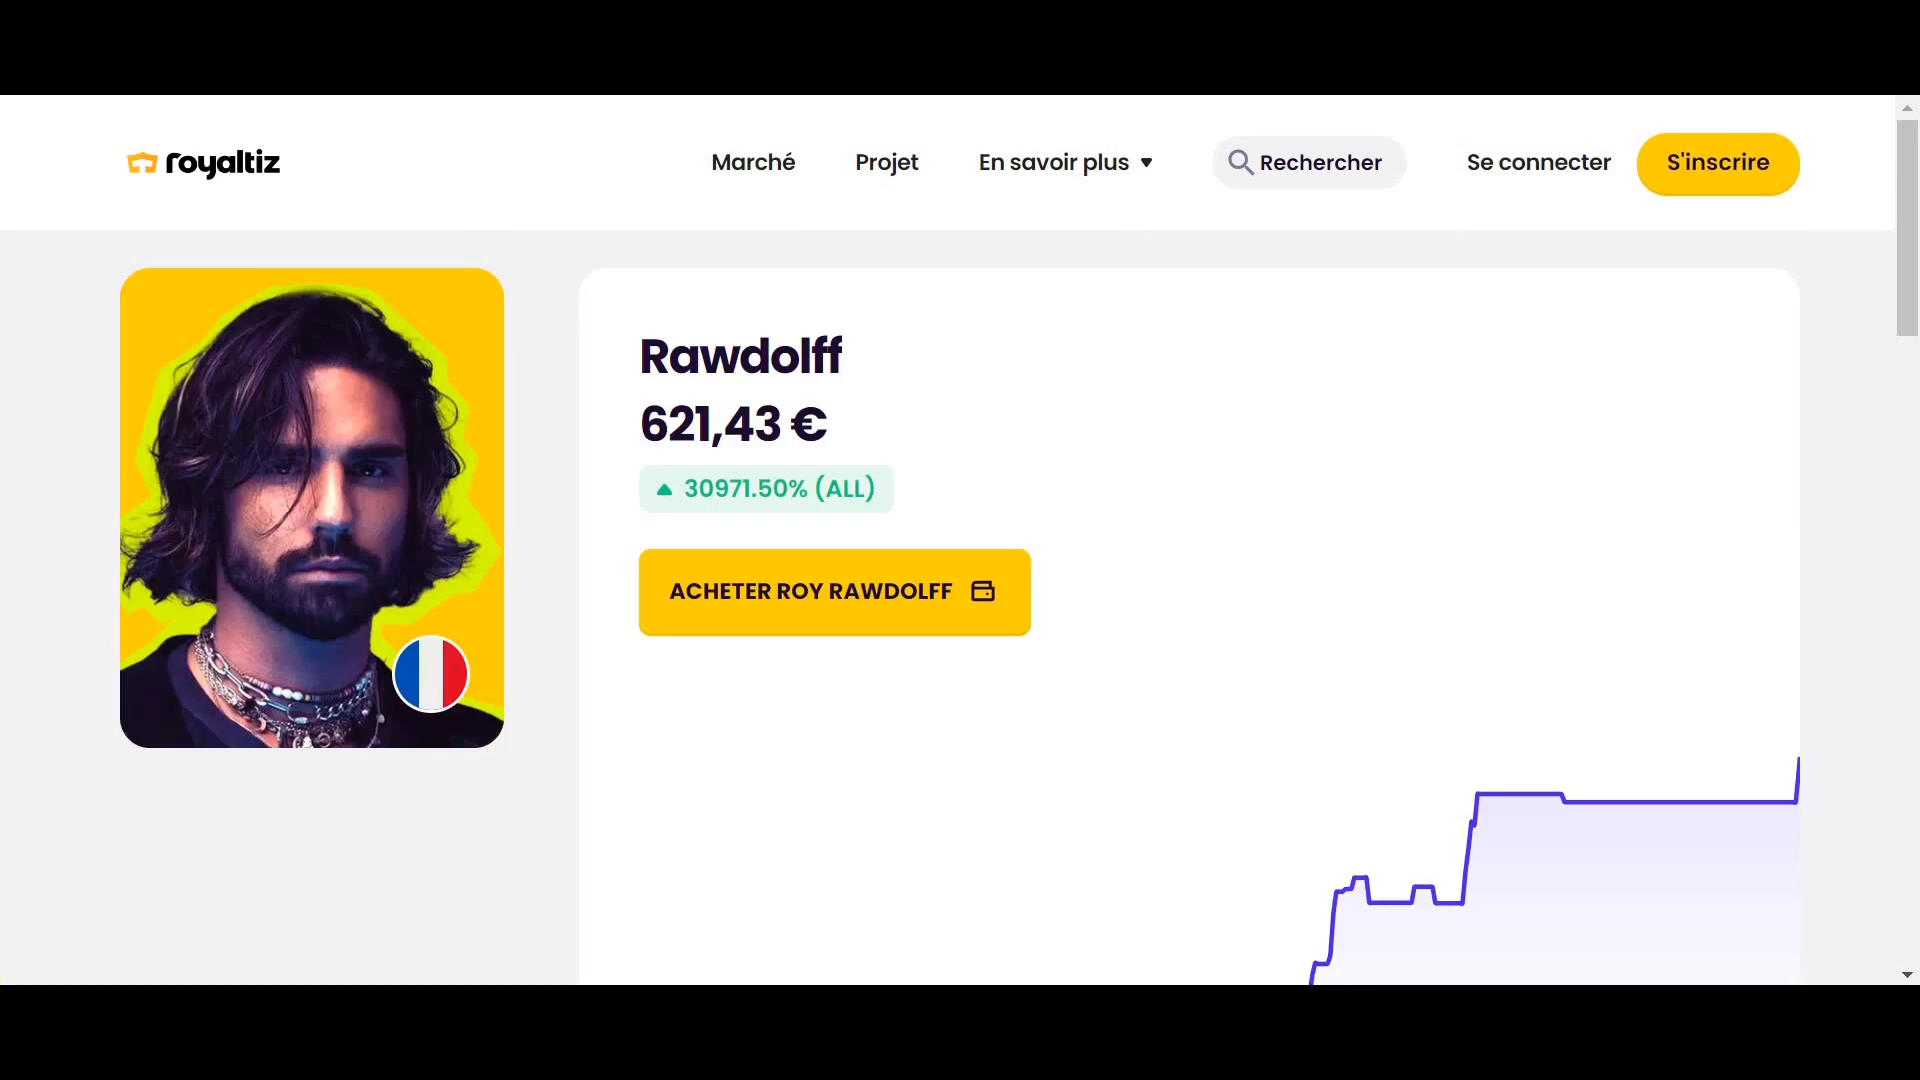 royaltiz
Marché
Projet
En savoir plus
Rechercher
Se connecter
S'inscrire
Rawdolff
621,43 €
30971.50% (ALL)
ACHETER ROY RAWDOLFF